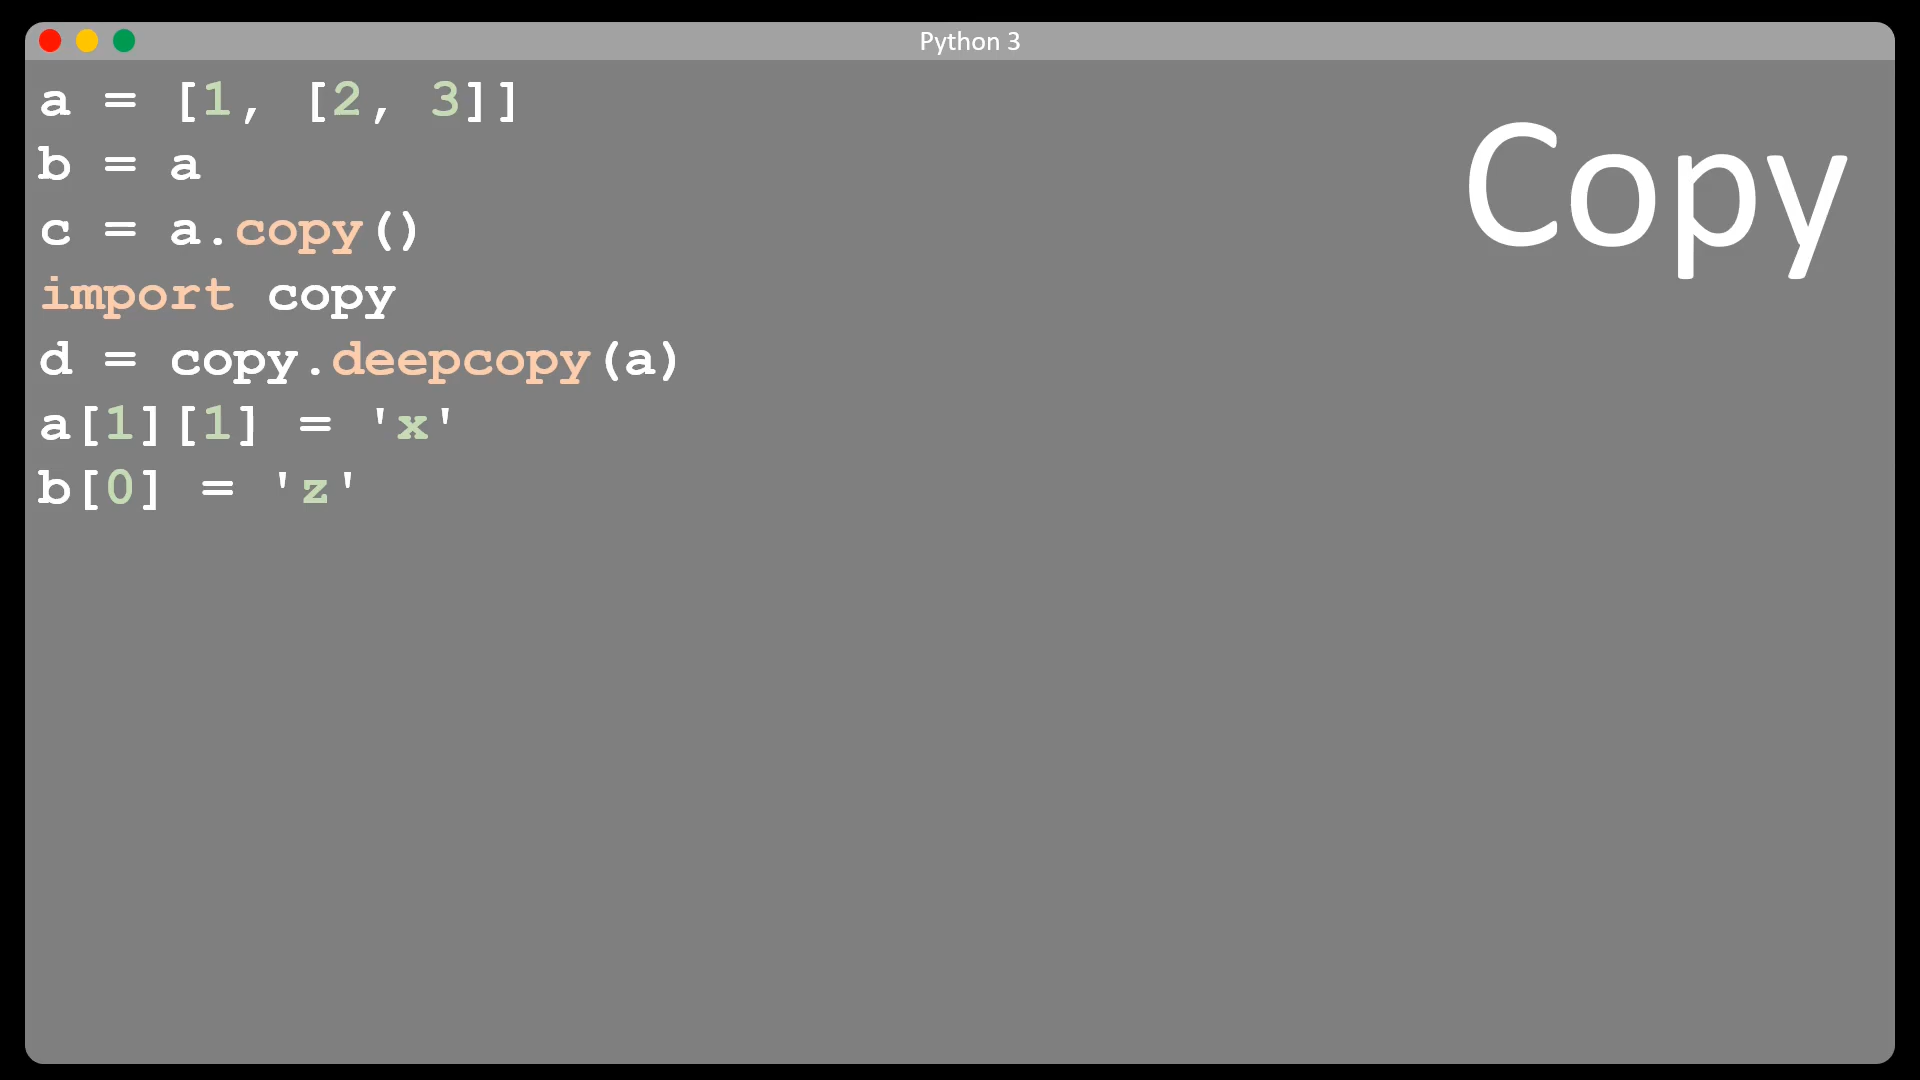 Python 3
a = [1, [2, 3]]
b = a
c = a.copy()
import copy
d = copy.deepcopy(a)
a[1][1] = 'x'
b[0] = 'z'
Copy